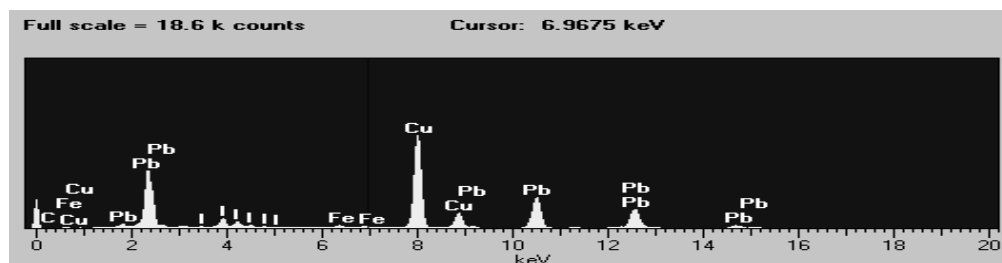 Full scale = 18.6 k counts Cursor: 6.9675 keV
Cu
Pb
Pb
Cu Pb Pb Pb Pb
Fe Pb Pb
C Cu Pb I I I I I I Fe Fe Cu Pb
0 2 4 6 8 10 12 14 16 18 20
keV